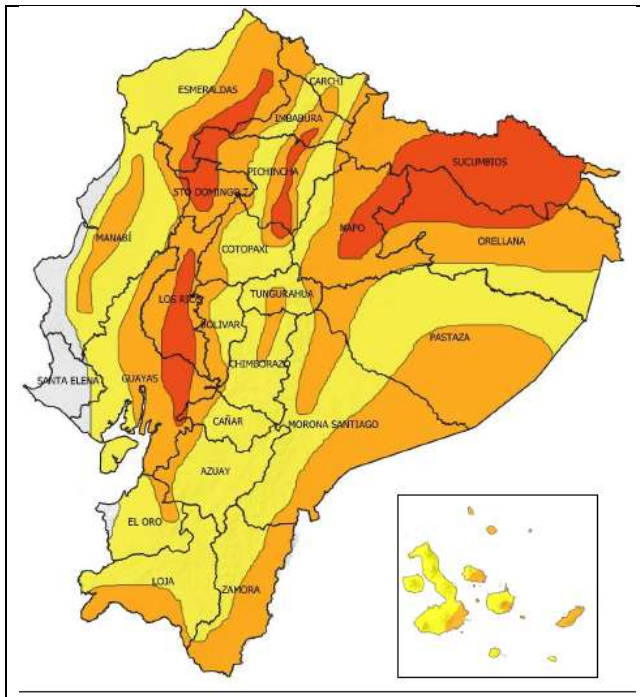 CARCHI
ESMERALDAS
IMBABURA
SUCUMBIOS
PICHINCHA
STO DOMINGO T.
NAPO
MANABÍ
ORELLANA
COTOPAXI
LOS RIOS
TUNGURAHUA
BOLIVAR
PASTAZA
CHIMBORAZO
SANTA ELENA
GUAYAS
CAÑAR
MORONA SANTIAGO
AZUAY
EL ORO
LOJA
ZAMORA